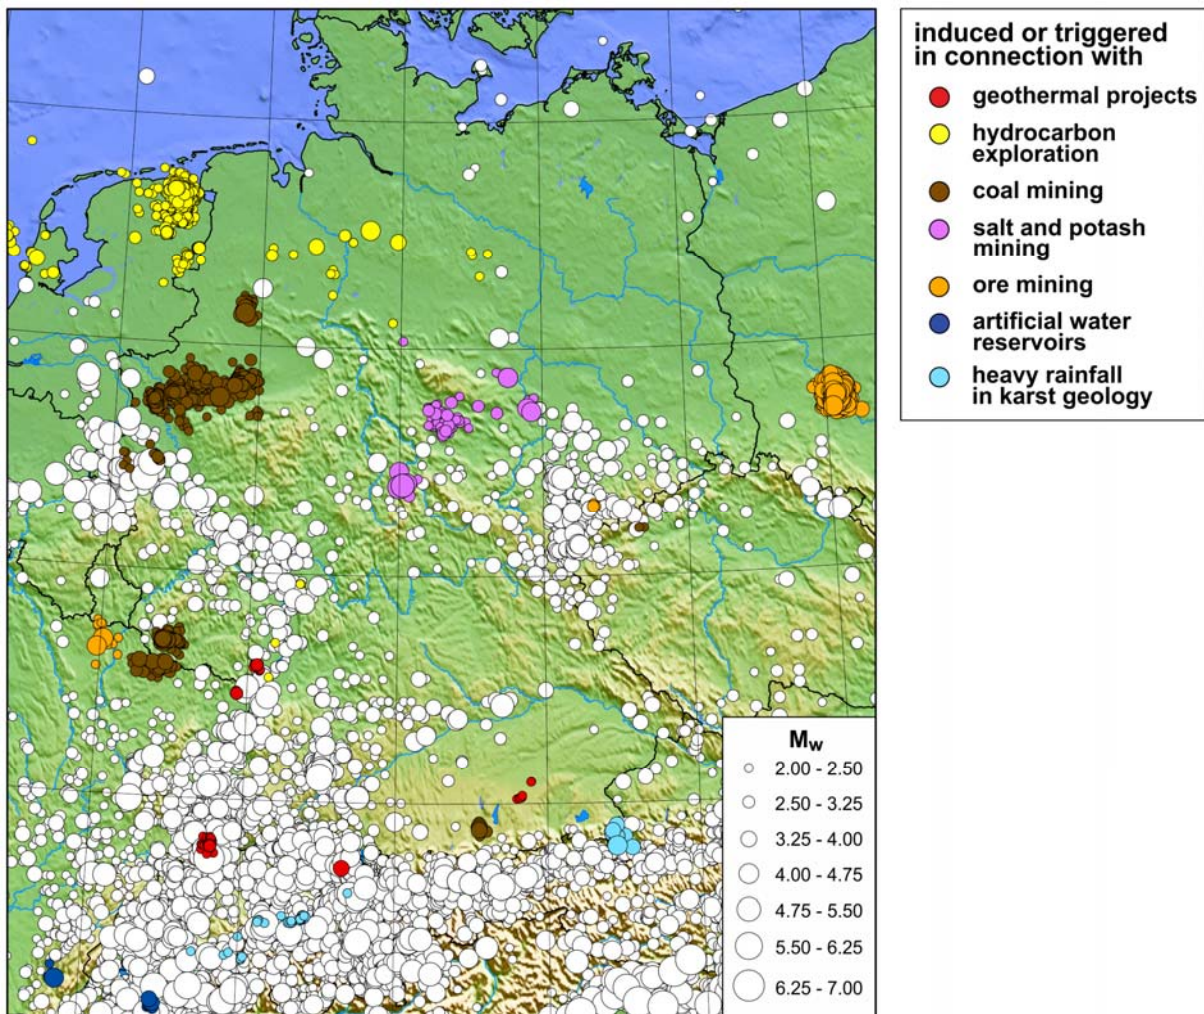 induced or triggered
in connection with
geothermal projects
hydrocarbon
exploration
coal mining
salt and potash
mining
ore mining
artificial water
reservoirs
heavy rainfall
in karst geology
Mw
2.00 - 2.50
2.50 - 3.25
3.25 - 4.00
4.00 - 4.75
4.75 - 5.50
5.50 - 6.25
6.25 - 7.00